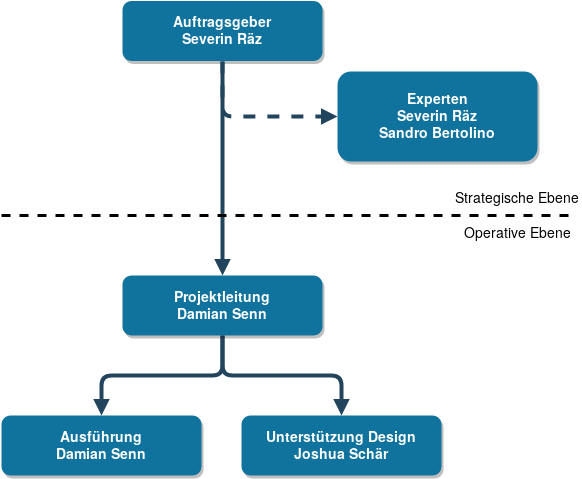 Auftragsgeber
Severin Räz
Experten
Severin Räz
Sandro Bertolino
Strategische Ebene
Operative Ebene
Projektleitung
Damian Senn
Ausführung
Damian Senn
Unterstützung Design
Joshua Schär